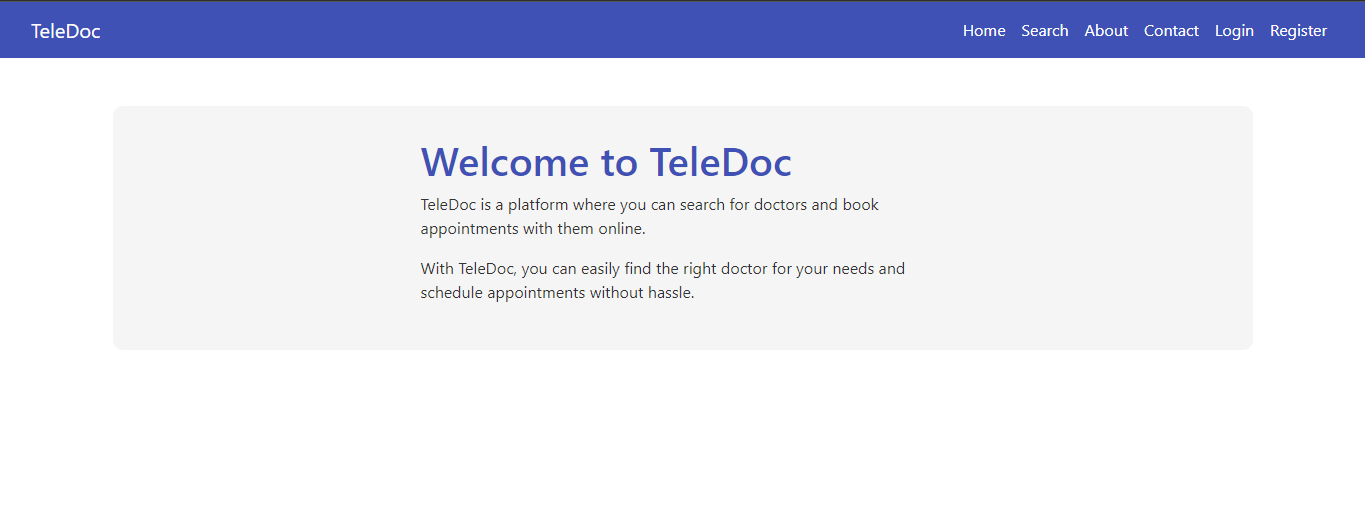 TeleDoc
Home Search About Contact Login Register
Welcome to TeleDoc
TeleDoc is a platform where you can search for doctors and book
appointments with them online.
With TeleDoc, you can easily find the right doctor for your needs and
schedule appointments without hassle.